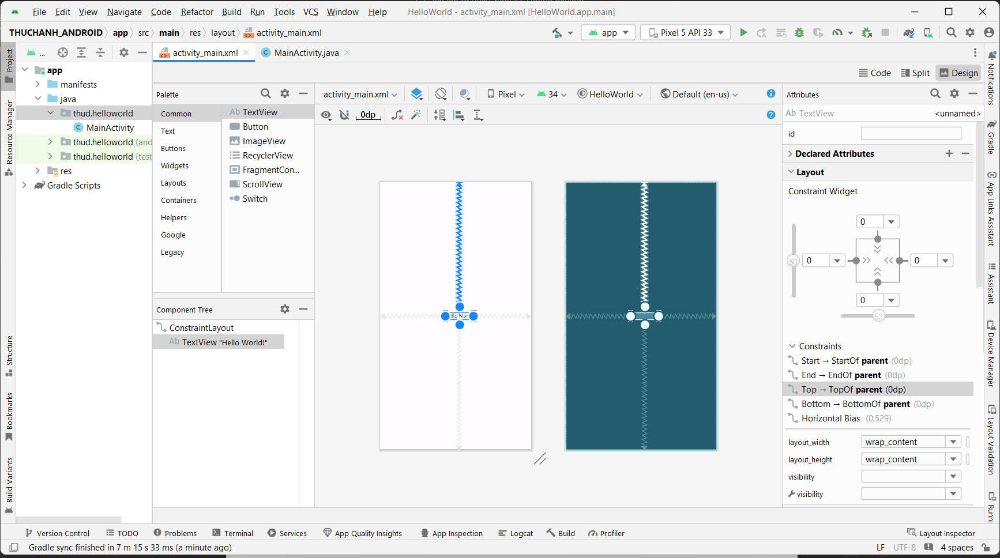 File Edit View Navigate Code Refactor Build Run Tools VCS Window Help HelloWorld - activity_main.xml [HelloWorld.app.main]
THUCHANH_ANDROID app src main res layout activity_main.xml app Pixel 5 API 33
Project
Resource Manager
Structure
Bookmarks
Build Variants
...
app
manifests
java
thud.helloworld
C MainActivity
thud.helloworld (and
thud.helloworld (test
res
Gradle Scripts
activity_main.xml C MainActivity.java
Code Split Design
Palette
Common
Text
Buttons
Widgets
Layouts
Containers
Helpers
Google
Legacy
Ab TextView
Button
ImageView
RecyclerView
FragmentCon...
ScrollView
Switch
Component Tree
ConstraintLayout
Ab TextView "Hello World!"
activity_main.xml Pixel 34 HelloWorld Default (en-us)
0dp
llo Wor
Attributes
Ab TextView <unnamed>
id
Declared Attributes
Layout
Constraint Widget
0
50 0 0
0
52
Constraints
Start → StartOf parent (0dp)
End → EndOf parent (0dp)
Top → TopOf parent (0dp)
Bottom → BottomOf parent (0dp)
Horizontal Bias (0.529)
layout_width wrap_content
layout_height wrap_content
visibility
visibility
Notifications
Gradle
App Links Assistant
Assistant
Device Manager
Layout Validation
Runni
Version Control TODO Problems Terminal Services App Quality Insights App Inspection Logcat Build Profiler Layout Inspector
Gradle sync finished in 7 m 15 s 33 ms (a minute ago) LF UTF-8 4 spaces